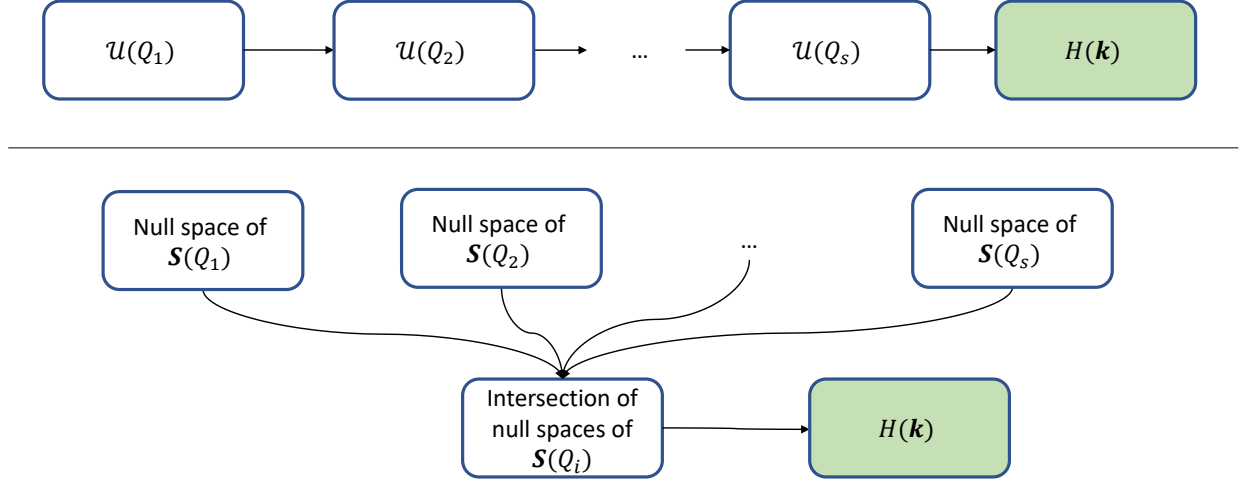 𝒰(Q₁)
𝒰(Q₂)
...
𝒰(Qₛ)
H(𝒌)
Null space of
𝑺(Q₁)
Null space of
𝑺(Q₂)
...
Null space of
𝑺(Qₛ)
Intersection of
null spaces of
𝑺(Qᵢ)
H(𝒌)